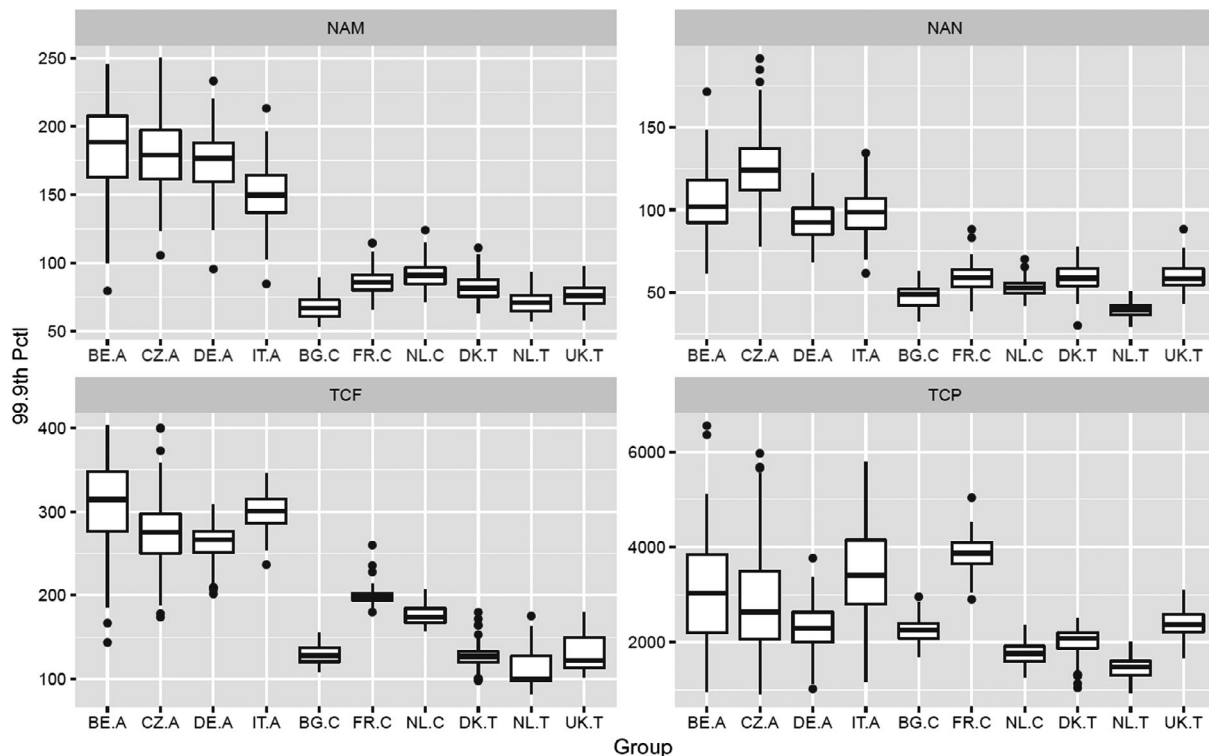 NAM
NAN
250
200
150
100
50
150
100
50
BE.A CZ.A DE.A IT.A BG.C FR.C NL.C DK.T NL.T UK.T
BE.A CZ.A DE.A IT.A BG.C FR.C NL.C DK.T NL.T UK.T
99.9th Pctl
TCF
TCP
400
300
200
100
6000
4000
2000
BE.A CZ.A DE.A IT.A BG.C FR.C NL.C DK.T NL.T UK.T
BE.A CZ.A DE.A IT.A BG.C FR.C NL.C DK.T NL.T UK.T
Group